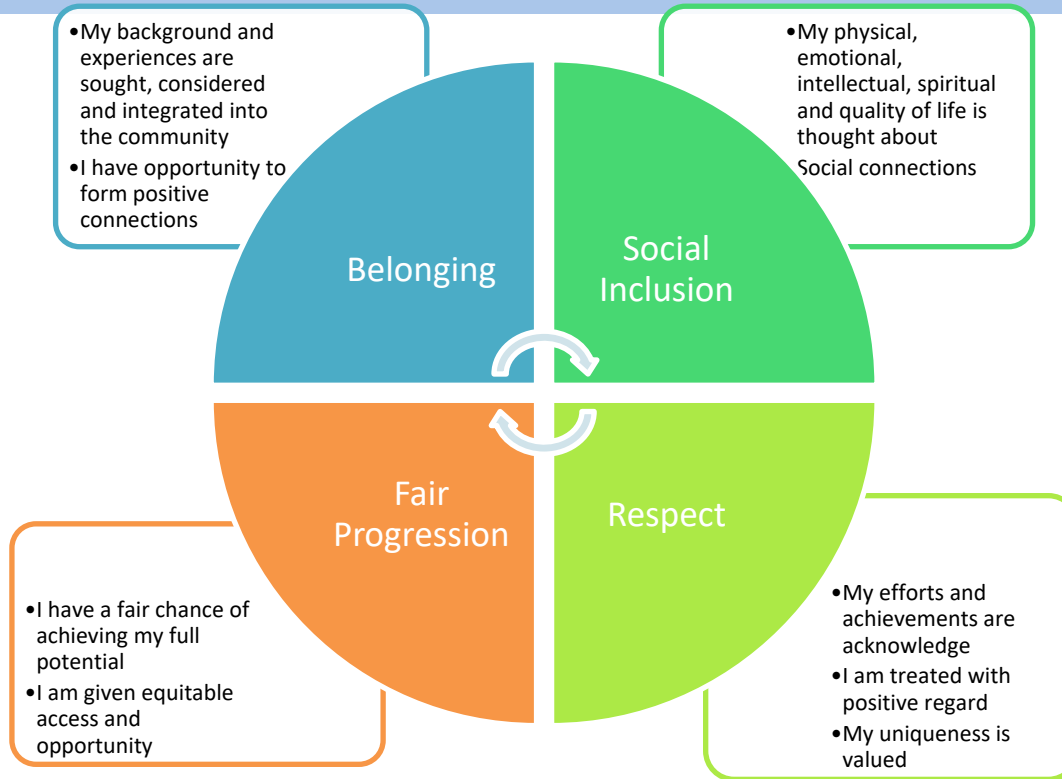 •My background and
experiences are
sought, considered
and integrated into
the community
•I have opportunity to
form positive
connections
•My physical,
emotional,
intellectual, spiritual
and quality of life is
thought about
Social connections
Belonging
Social
Inclusion
Fair
Progression
Respect
•I have a fair chance of
achieving my full
potential
•I am given equitable
access and
opportunity
•My efforts and
achievements are
acknowledge
•I am treated with
positive regard
•My uniqueness is
valued